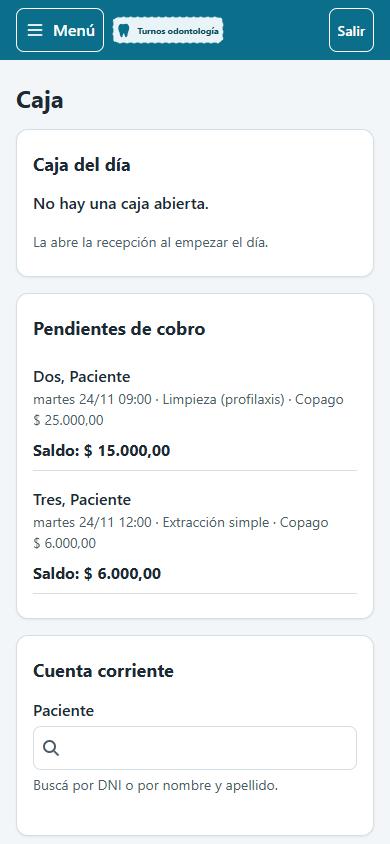 Menú
Turnos odontología
Salir
Caja
Caja del día
No hay una caja abierta.
La abre la recepción al empezar el día.
Pendientes de cobro
Dos, Paciente
martes 24/11 09:00 · Limpieza (profilaxis) · Copago
$ 25.000,00
Saldo: $ 15.000,00
Tres, Paciente
martes 24/11 12:00 · Extracción simple · Copago
$ 6.000,00
Saldo: $ 6.000,00
Cuenta corriente
Paciente
Buscá por DNI o por nombre y apellido.